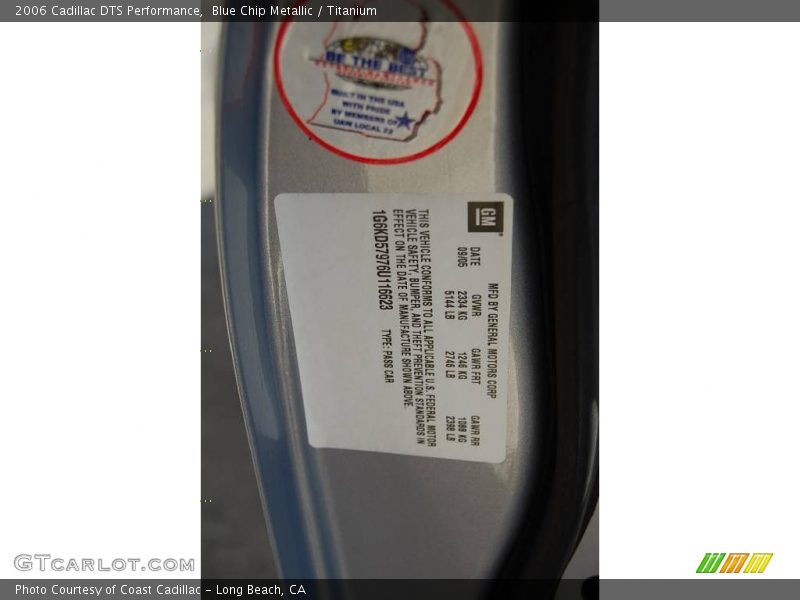 2006 Cadillac DTS Performance,  Blue Chip Metallic / Titanium
BE THE BEST
BUILT IN THE USA
WITH PRIDE
BY MEMBERS OF
UAW LOCAL 22
GM
MFD BY GENERAL MOTORS CORP
DATE GVWR GAWR FRT GAWR RR
09/05 2334 KG 1246 KG 1088 KG
5144 LB 2746 LB 2398 LB
THIS VEHICLE CONFORMS TO ALL APPLICABLE U.S. FEDERAL MOTOR
VEHICLE SAFETY, BUMPER, AND THEFT PREVENTION STANDARDS IN
EFFECT ON THE DATE OF MANUFACTURE SHOWN ABOVE.
1G6KD57976U116623 TYPE: PASS CAR
GTcarlot.com
Photo Courtesy of Coast Cadillac – Long Beach, CA